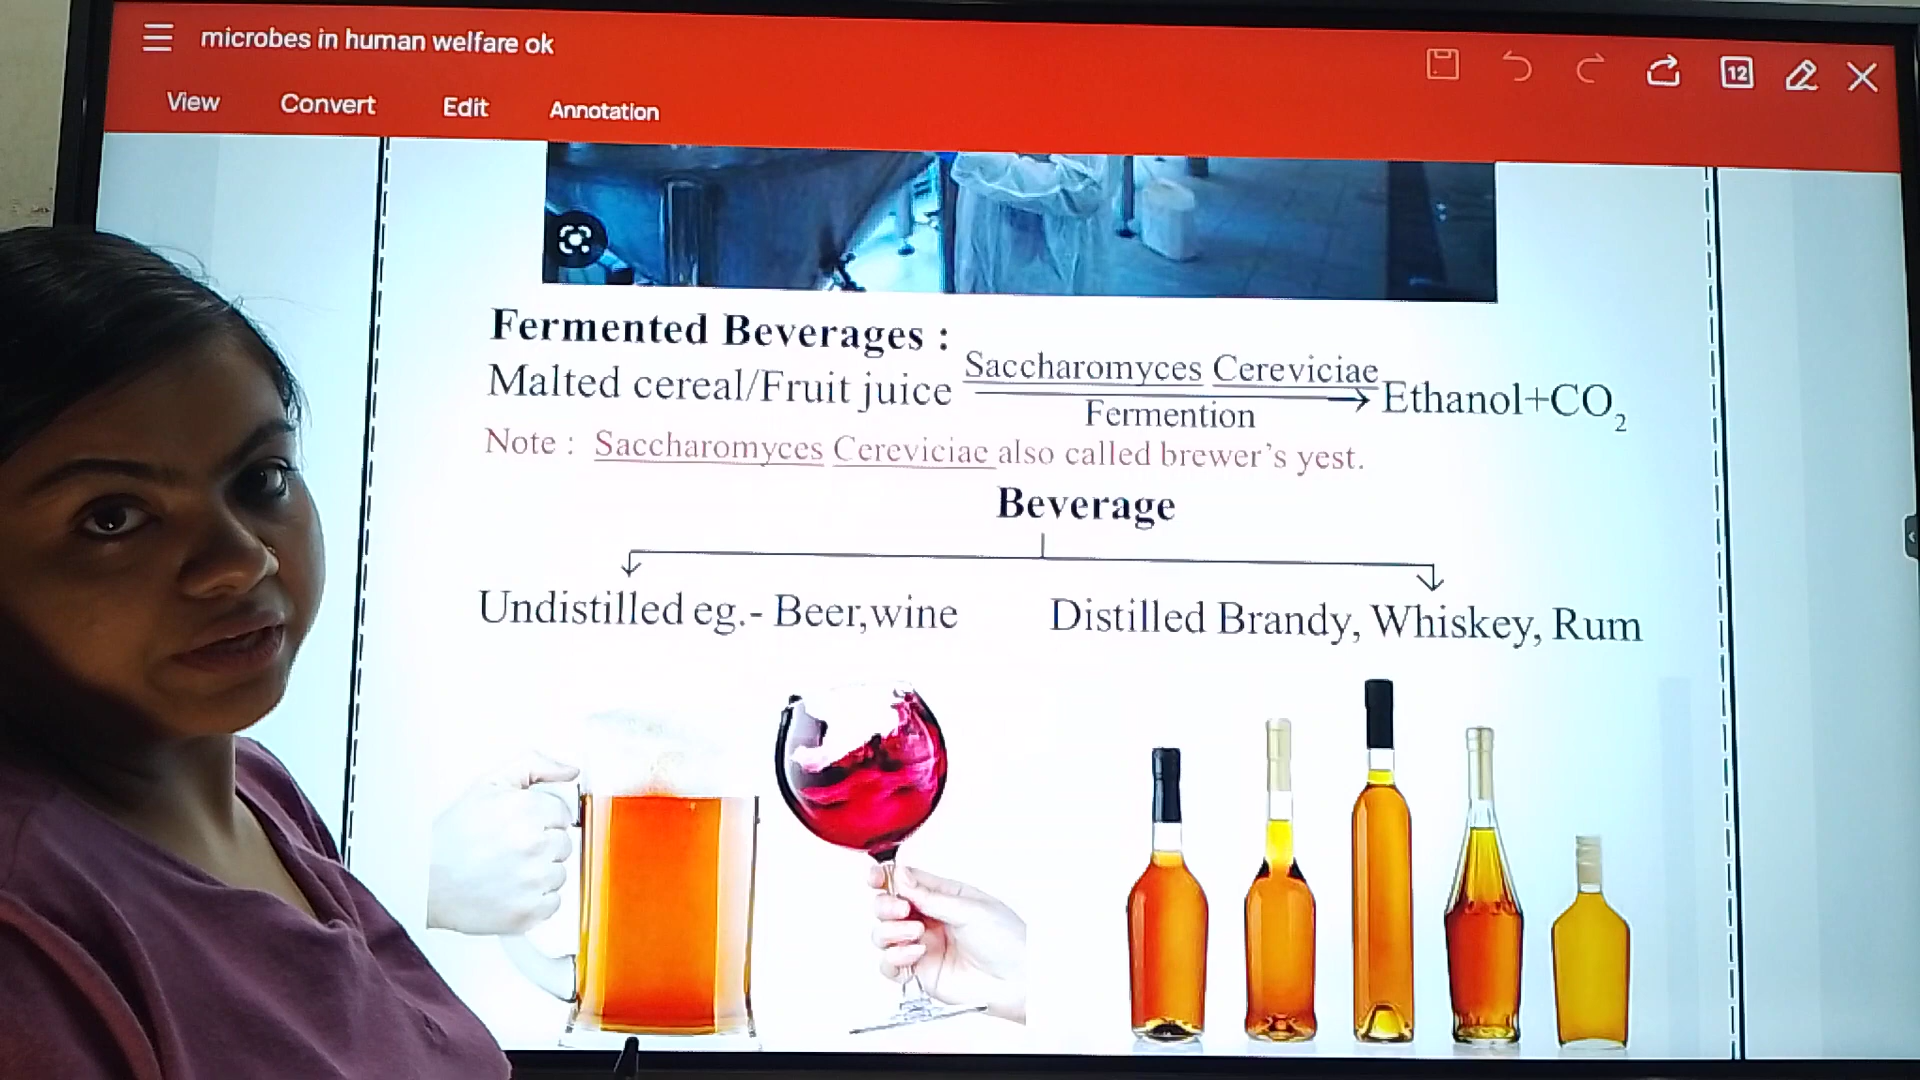 microbes in human welfare ok
12
View Convert Edit Annotation
Fermented Beverages :
Saccharomyces Cereviciae
Malted cereal/Fruit juice → Ethanol+CO₂
Fermention
Note : Saccharomyces Cereviciae also called brewer's yest.
Beverage
Undistilled eg.- Beer,wine Distilled Brandy, Whiskey, Rum